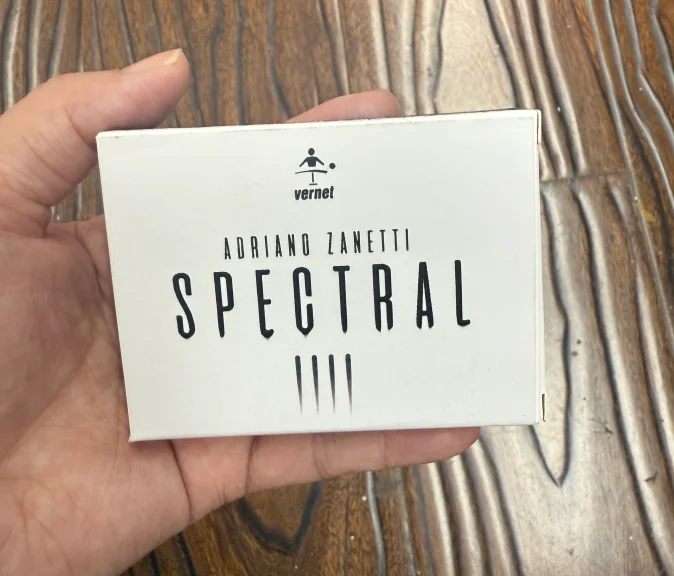 vernet
ADRIANO ZANETTI
SPECTRAL